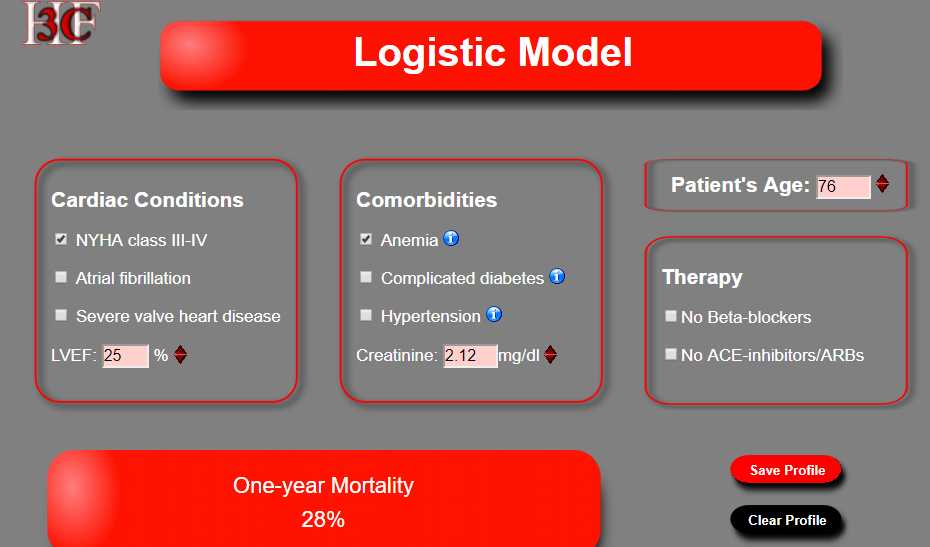 3C HF
Logistic Model
Cardiac Conditions
NYHA class III-IV
Atrial fibrillation
Severe valve heart disease
LVEF: 25 %
Comorbidities
Anemia i
Complicated diabetes i
Hypertension i
Creatinine: 2.12 mg/dl
Patient's Age: 76
Therapy
No Beta-blockers
No ACE-inhibitors/ARBs
One-year Mortality
28%
Save Profile
Clear Profile